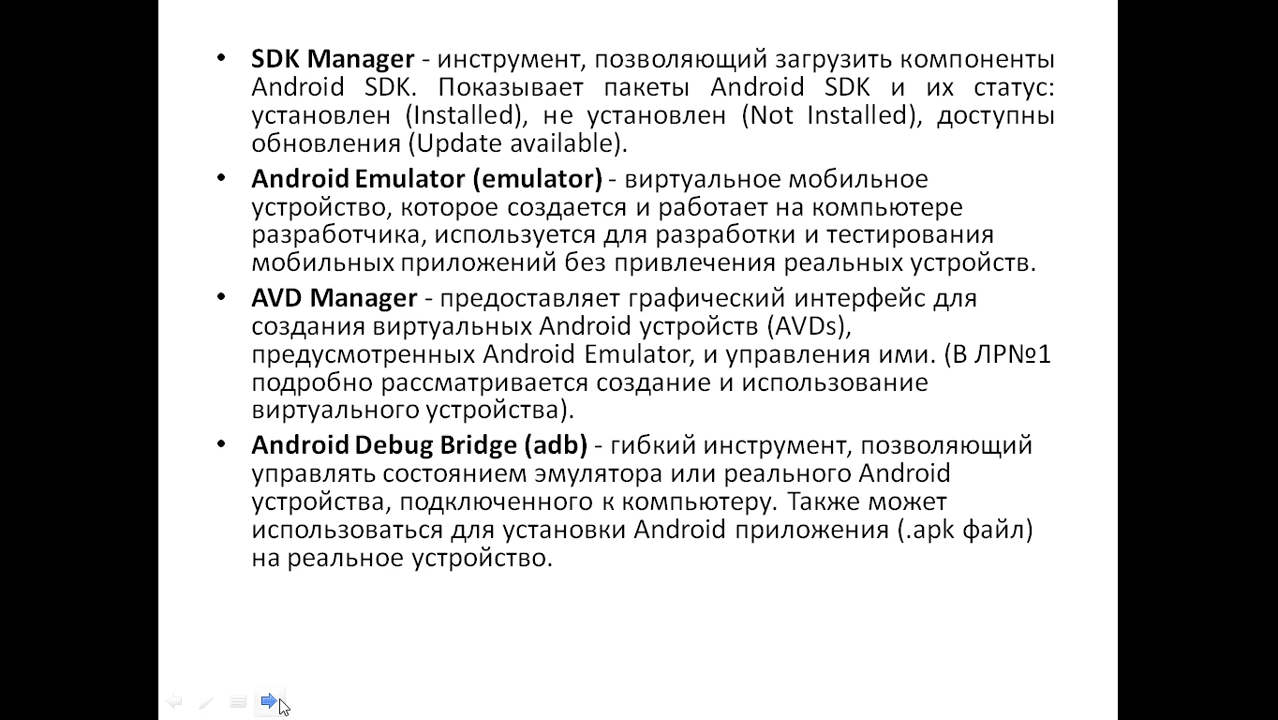 • SDK Manager - инструмент, позволяющий загрузить компоненты
Android SDK. Показывает пакеты Android SDK и их статус:
установлен (Installed), не установлен (Not Installed), доступны
обновления (Update available).
• Android Emulator (emulator) - виртуальное мобильное
устройство, которое создается и работает на компьютере
разработчика, используется для разработки и тестирования
мобильных приложений без привлечения реальных устройств.
• AVD Manager - предоставляет графический интерфейс для
создания виртуальных Android устройств (AVDs),
предусмотренных Android Emulator, и управления ими. (В ЛР№1
подробно рассматривается создание и использование
виртуального устройства).
• Android Debug Bridge (adb) - гибкий инструмент, позволяющий
управлять состоянием эмулятора или реального Android
устройства, подключенного к компьютеру. Также может
использоваться для установки Android приложения (.apk файл)
на реальное устройство.